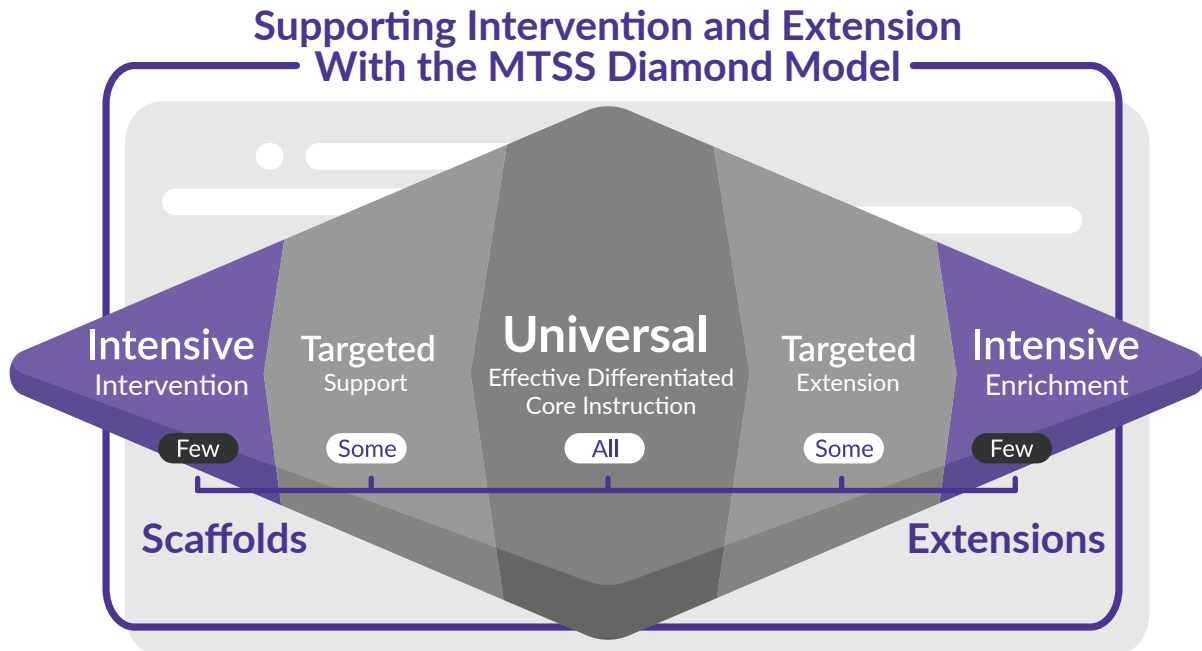 Supporting Intervention and Extension
With the MTSS Diamond Model
Intensive
Intervention
Few
Targeted
Support
Some
Universal
Effective Differentiated
Core Instruction
All
Targeted
Extension
Some
Intensive
Enrichment
Few
Scaffolds
Extensions